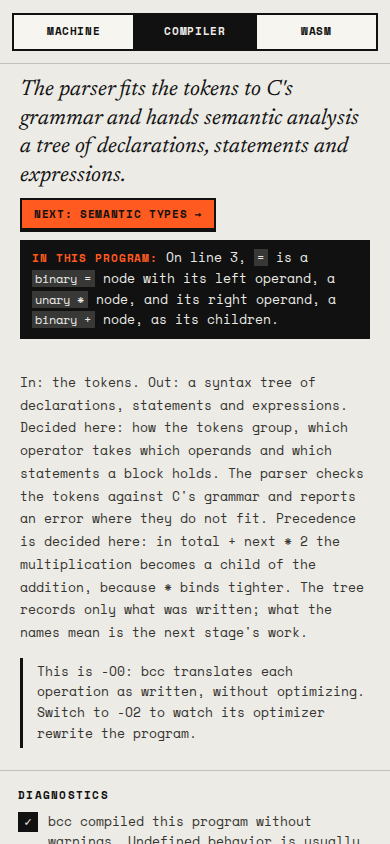 MACHINE COMPILER WASM
The parser fits the tokens to C's
grammar and hands semantic analysis
a tree of declarations, statements and
expressions.
NEXT: SEMANTIC TYPES →
IN THIS PROGRAM: On line 3, = is a
binary = node with its left operand, a
unary * node, and its right operand, a
binary + node, as its children.
In: the tokens. Out: a syntax tree of
declarations, statements and expressions.
Decided here: how the tokens group, which
operator takes which operands and which
statements a block holds. The parser checks
the tokens against C's grammar and reports
an error where they do not fit. Precedence
is decided here: in total + next * 2 the
multiplication becomes a child of the
addition, because * binds tighter. The tree
records only what was written; what the
names mean is the next stage's work.
This is -O0: bcc translates each
operation as written, without optimizing.
Switch to -O2 to watch its optimizer
rewrite the program.
DIAGNOSTICS
✓ bcc compiled this program without
warnings. Undefined behavior is usually